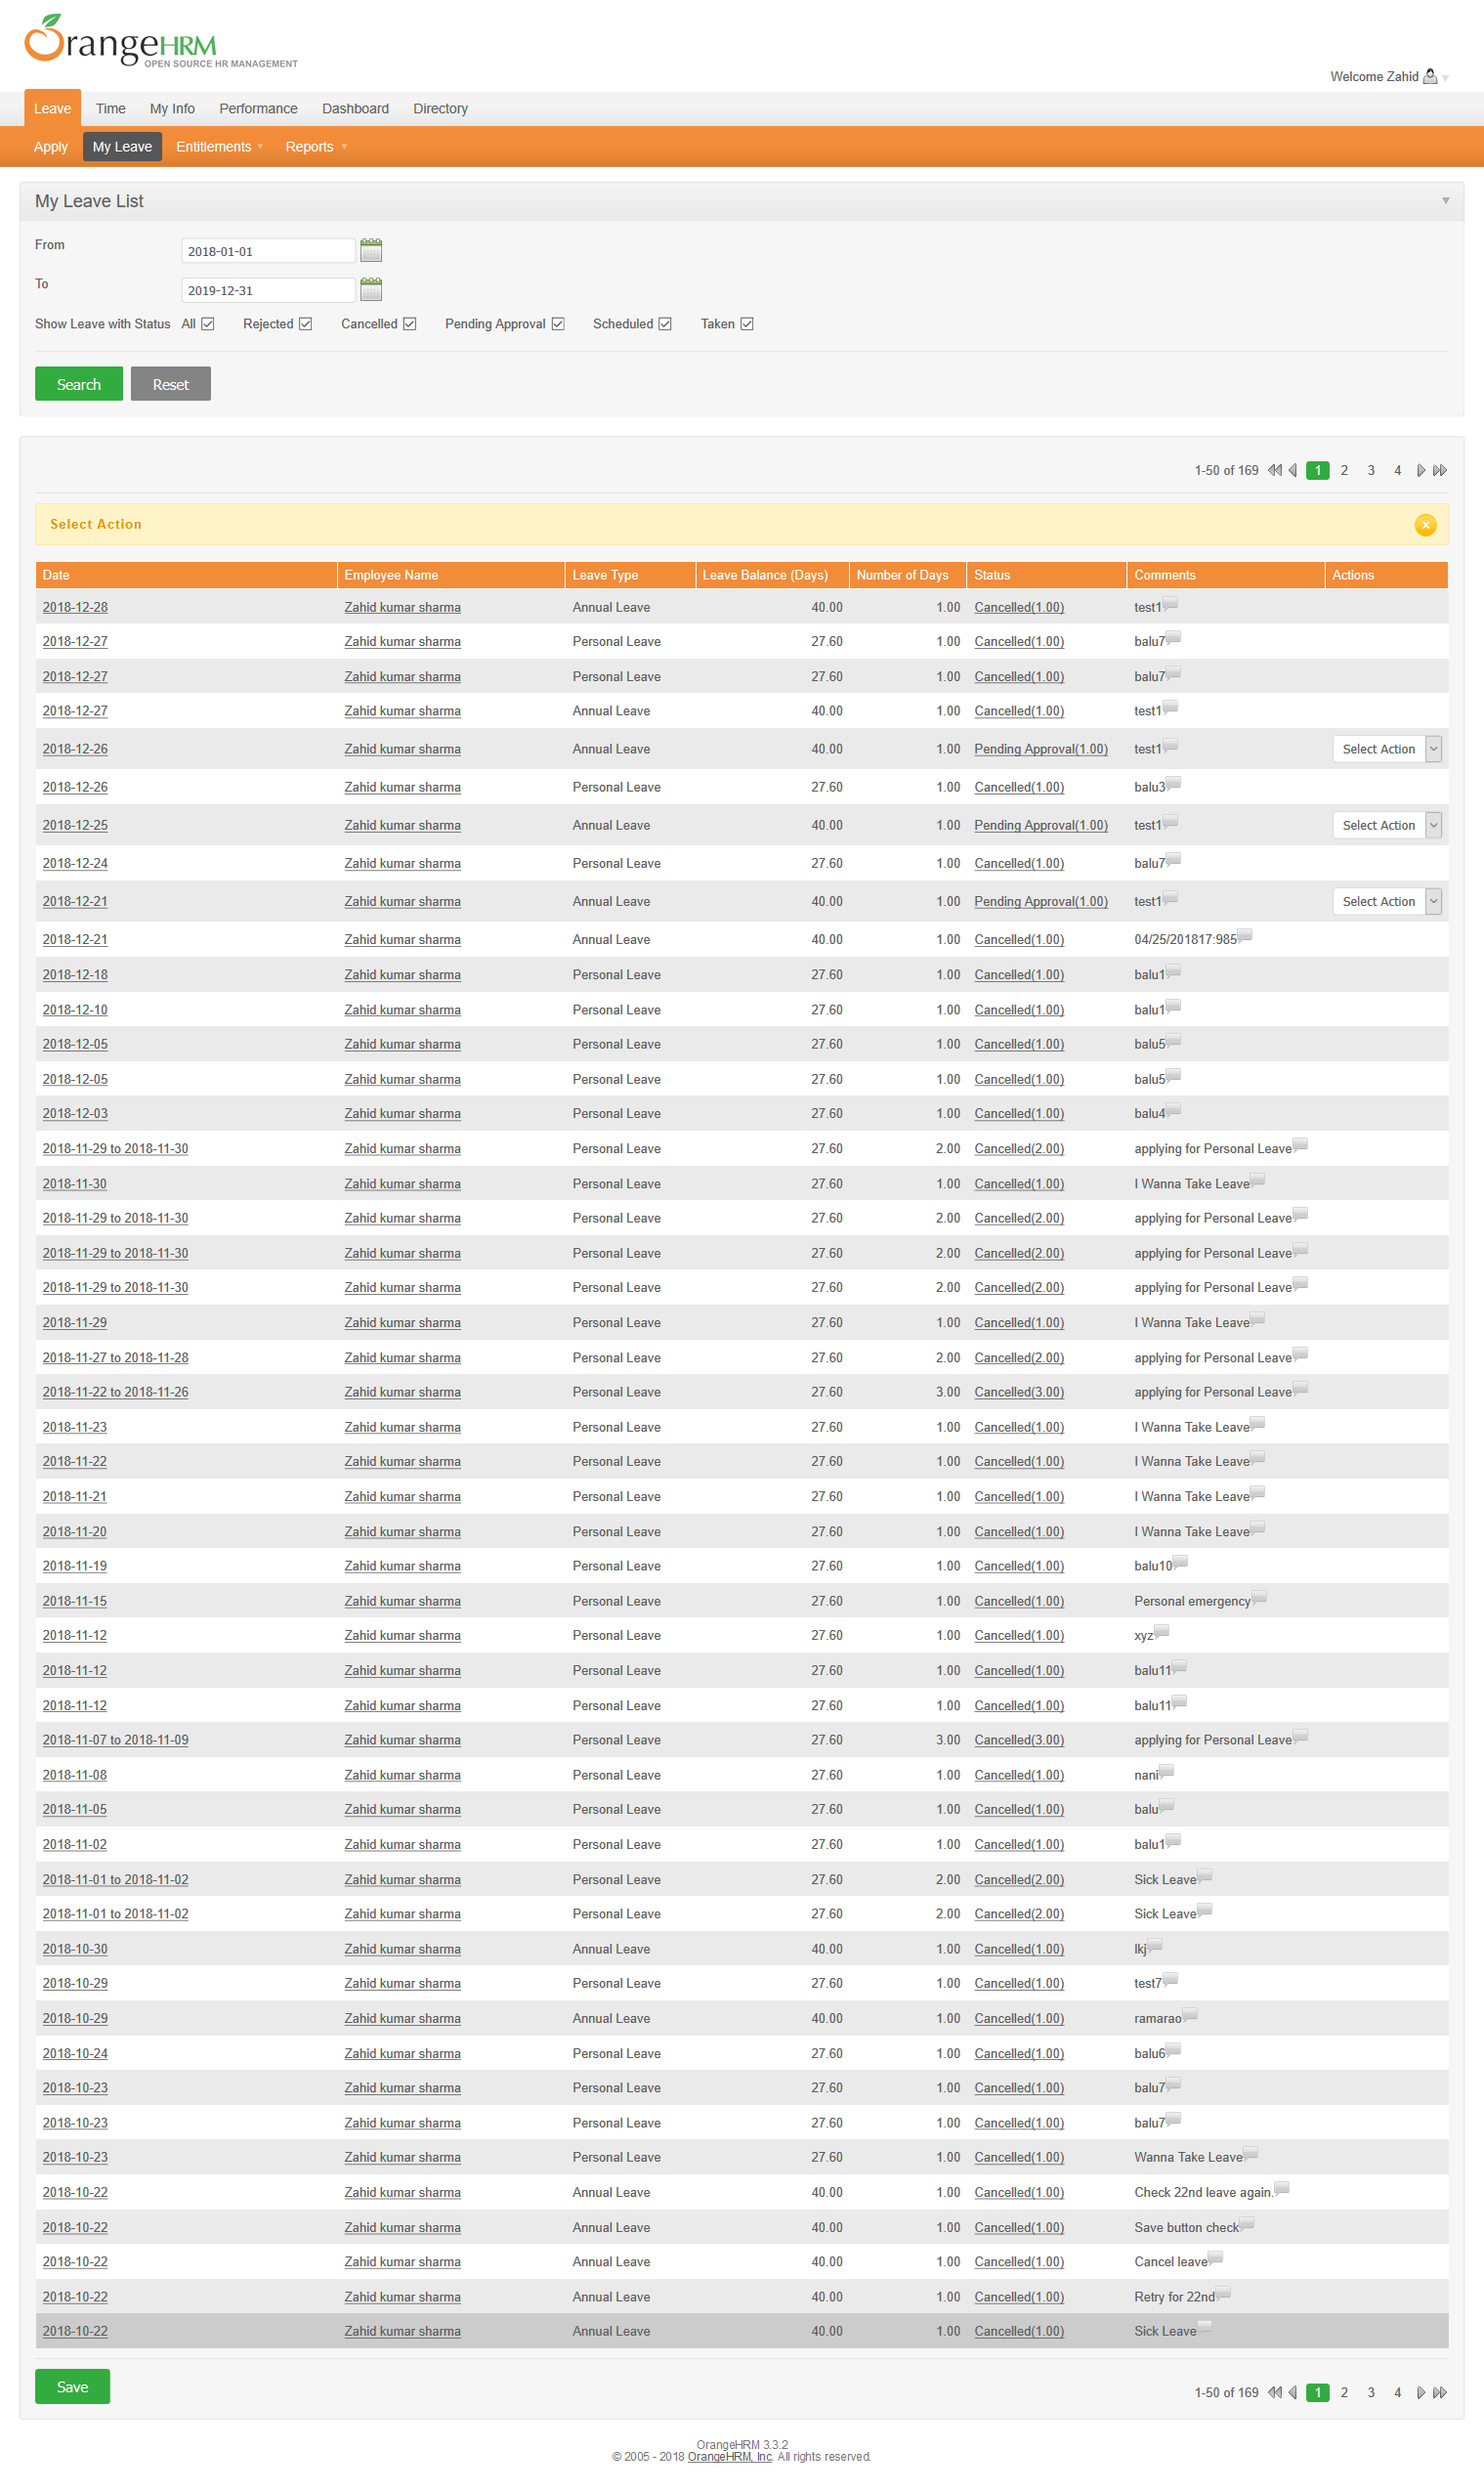 OrangeHRM
OPEN SOURCE HR MANAGEMENT
Welcome Zahid
Leave Time My Info Performance Dashboard Directory
Apply My Leave Entitlements Reports
My Leave List
From 2018-01-01
To 2019-12-31
Show Leave with Status All Rejected Cancelled Pending Approval Scheduled Taken
Search Reset
1-50 of 169 1 2 3 4
Select Action
Date Employee Name Leave Type Leave Balance (Days) Number of Days Status Comments Actions
2018-12-28 Zahid kumar sharma Annual Leave 40.00 1.00 Cancelled(1.00) test1
2018-12-27 Zahid kumar sharma Personal Leave 27.60 1.00 Cancelled(1.00) balu7
2018-12-27 Zahid kumar sharma Personal Leave 27.60 1.00 Cancelled(1.00) balu7
2018-12-27 Zahid kumar sharma Annual Leave 40.00 1.00 Cancelled(1.00) test1
2018-12-26 Zahid kumar sharma Annual Leave 40.00 1.00 Pending Approval(1.00) test1 Select Action
2018-12-26 Zahid kumar sharma Personal Leave 27.60 1.00 Cancelled(1.00) balu3
2018-12-25 Zahid kumar sharma Annual Leave 40.00 1.00 Pending Approval(1.00) test1 Select Action
2018-12-24 Zahid kumar sharma Personal Leave 27.60 1.00 Cancelled(1.00) balu7
2018-12-21 Zahid kumar sharma Annual Leave 40.00 1.00 Pending Approval(1.00) test1 Select Action
2018-12-21 Zahid kumar sharma Annual Leave 40.00 1.00 Cancelled(1.00) 04/25/201817:985
2018-12-18 Zahid kumar sharma Personal Leave 27.60 1.00 Cancelled(1.00) balu1
2018-12-10 Zahid kumar sharma Personal Leave 27.60 1.00 Cancelled(1.00) balu1
2018-12-05 Zahid kumar sharma Personal Leave 27.60 1.00 Cancelled(1.00) balu5
2018-12-05 Zahid kumar sharma Personal Leave 27.60 1.00 Cancelled(1.00) balu5
2018-12-03 Zahid kumar sharma Personal Leave 27.60 1.00 Cancelled(1.00) balu4
2018-11-29 to 2018-11-30 Zahid kumar sharma Personal Leave 27.60 2.00 Cancelled(2.00) applying for Personal Leave
2018-11-30 Zahid kumar sharma Personal Leave 27.60 1.00 Cancelled(1.00) I Wanna Take Leave
2018-11-29 to 2018-11-30 Zahid kumar sharma Personal Leave 27.60 2.00 Cancelled(2.00) applying for Personal Leave
2018-11-29 to 2018-11-30 Zahid kumar sharma Personal Leave 27.60 2.00 Cancelled(2.00) applying for Personal Leave
2018-11-29 to 2018-11-30 Zahid kumar sharma Personal Leave 27.60 2.00 Cancelled(2.00) applying for Personal Leave
2018-11-29 Zahid kumar sharma Personal Leave 27.60 1.00 Cancelled(1.00) I Wanna Take Leave
2018-11-27 to 2018-11-28 Zahid kumar sharma Personal Leave 27.60 2.00 Cancelled(2.00) applying for Personal Leave
2018-11-22 to 2018-11-26 Zahid kumar sharma Personal Leave 27.60 3.00 Cancelled(3.00) applying for Personal Leave
2018-11-23 Zahid kumar sharma Personal Leave 27.60 1.00 Cancelled(1.00) I Wanna Take Leave
2018-11-22 Zahid kumar sharma Personal Leave 27.60 1.00 Cancelled(1.00) I Wanna Take Leave
2018-11-21 Zahid kumar sharma Personal Leave 27.60 1.00 Cancelled(1.00) I Wanna Take Leave
2018-11-20 Zahid kumar sharma Personal Leave 27.60 1.00 Cancelled(1.00) I Wanna Take Leave
2018-11-19 Zahid kumar sharma Personal Leave 27.60 1.00 Cancelled(1.00) balu10
2018-11-15 Zahid kumar sharma Personal Leave 27.60 1.00 Cancelled(1.00) Personal emergency
2018-11-12 Zahid kumar sharma Personal Leave 27.60 1.00 Cancelled(1.00) xyz
2018-11-12 Zahid kumar sharma Personal Leave 27.60 1.00 Cancelled(1.00) balu11
2018-11-12 Zahid kumar sharma Personal Leave 27.60 1.00 Cancelled(1.00) balu11
2018-11-07 to 2018-11-09 Zahid kumar sharma Personal Leave 27.60 3.00 Cancelled(3.00) applying for Personal Leave
2018-11-08 Zahid kumar sharma Personal Leave 27.60 1.00 Cancelled(1.00) nani
2018-11-05 Zahid kumar sharma Personal Leave 27.60 1.00 Cancelled(1.00) balu
2018-11-02 Zahid kumar sharma Personal Leave 27.60 1.00 Cancelled(1.00) balu1
2018-11-01 to 2018-11-02 Zahid kumar sharma Personal Leave 27.60 2.00 Cancelled(2.00) Sick Leave
2018-11-01 to 2018-11-02 Zahid kumar sharma Personal Leave 27.60 2.00 Cancelled(2.00) Sick Leave
2018-10-30 Zahid kumar sharma Annual Leave 40.00 1.00 Cancelled(1.00) lkj
2018-10-29 Zahid kumar sharma Personal Leave 27.60 1.00 Cancelled(1.00) test7
2018-10-29 Zahid kumar sharma Annual Leave 40.00 1.00 Cancelled(1.00) ramarao
2018-10-24 Zahid kumar sharma Personal Leave 27.60 1.00 Cancelled(1.00) balu6
2018-10-23 Zahid kumar sharma Personal Leave 27.60 1.00 Cancelled(1.00) balu7
2018-10-23 Zahid kumar sharma Personal Leave 27.60 1.00 Cancelled(1.00) balu7
2018-10-23 Zahid kumar sharma Personal Leave 27.60 1.00 Cancelled(1.00) Wanna Take Leave
2018-10-22 Zahid kumar sharma Annual Leave 40.00 1.00 Cancelled(1.00) Check 22nd leave again.
2018-10-22 Zahid kumar sharma Annual Leave 40.00 1.00 Cancelled(1.00) Save button check
2018-10-22 Zahid kumar sharma Annual Leave 40.00 1.00 Cancelled(1.00) Cancel leave
2018-10-22 Zahid kumar sharma Annual Leave 40.00 1.00 Cancelled(1.00) Retry for 22nd
2018-10-22 Zahid kumar sharma Annual Leave 40.00 1.00 Cancelled(1.00) Sick Leave
Save
1-50 of 169 1 2 3 4
OrangeHRM 3.3.2
© 2005 - 2018 OrangeHRM, Inc. All rights reserved.